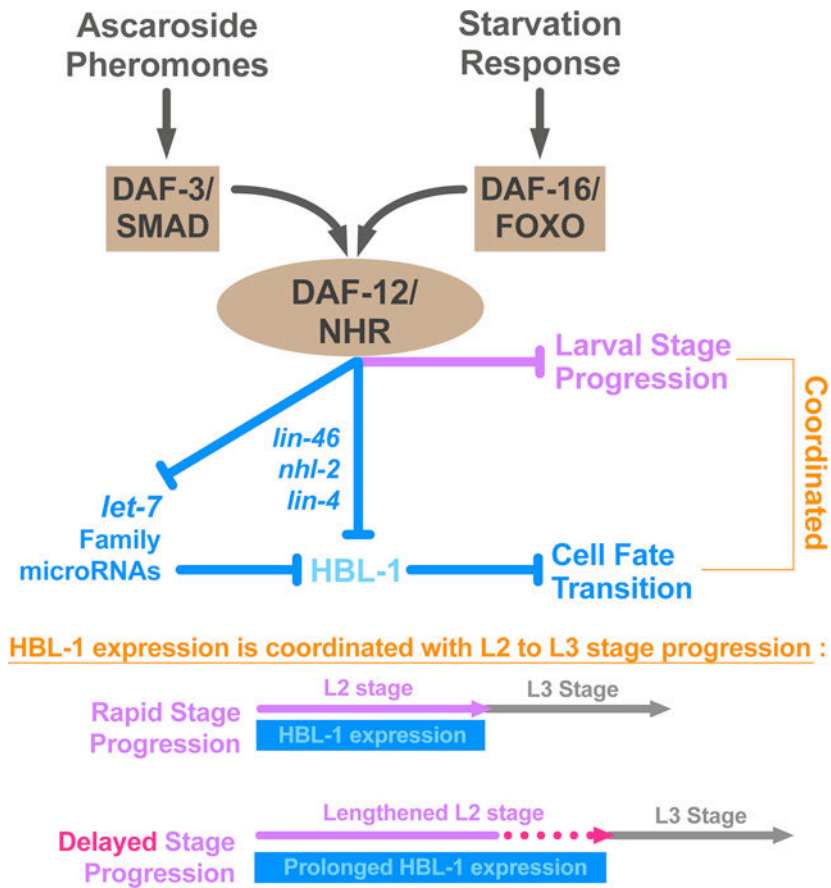 Ascaroside
Pheromones
Starvation
Response
DAF-3/
SMAD
DAF-16/
FOXO
DAF-12/
NHR
Larval Stage
Progression
Coordinated
lin-46
nhl-2
lin-4
let-7
Family
microRNAs
HBL-1
Cell Fate
Transition
HBL-1 expression is coordinated with L2 to L3 stage progression :
L2 stage
L3 Stage
Rapid Stage
Progression
HBL-1 expression
Lengthened L2 stage
L3 Stage
Delayed Stage
Progression
Prolonged HBL-1 expression